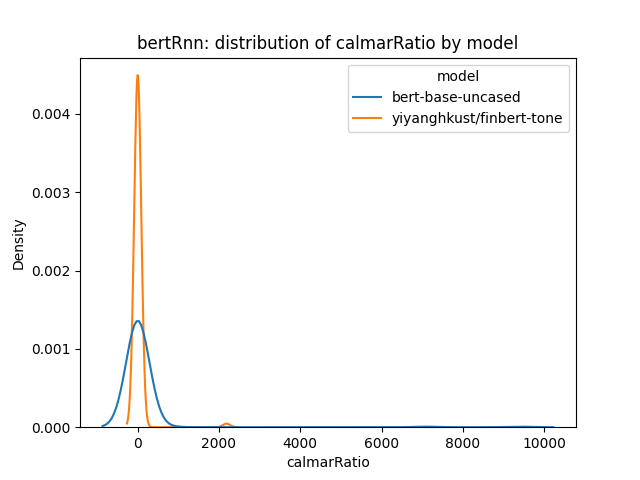 bertRnn: distribution of calmarRatio by model
model
bert-base-uncased
yiyanghkust/finbert-tone
Density
0.004
0.003
0.002
0.001
0.000
0 2000 4000 6000 8000 10000
calmarRatio